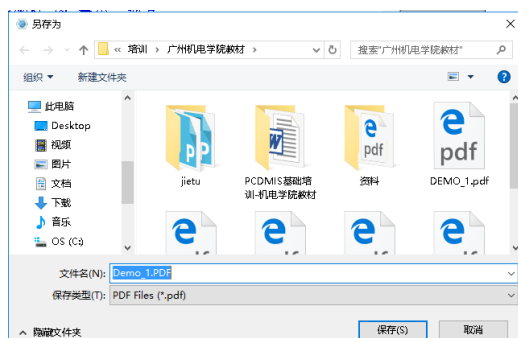 另存为
« 培训 › 广州机电学院教材 ›
搜索"广州机电学院教材"
组织
新建文件夹
此电脑
Desktop
视频
图片
文档
下载
音乐
OS (C:)
jietu
PCDMIS基础培
训-机电学院教材
pdf
资料
pdf
DEMO_1.pdf
文件名(N):
Demo_1.PDF
保存类型(T):
PDF Files (*.pdf)
隐藏文件夹
保存(S)
取消